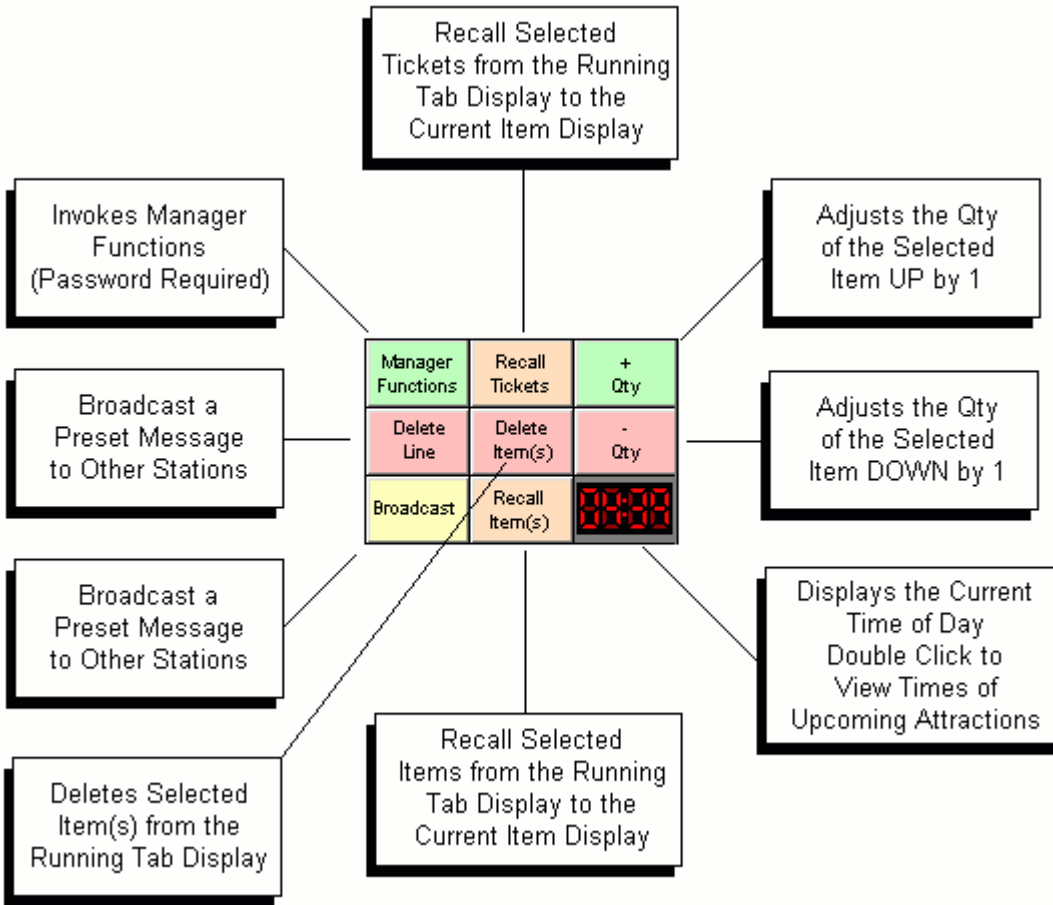 Recall Selected
Tickets from the Running
Tab Display to the
Current Item Display
Invokes Manager
Functions
(Password Required)
Adjusts the Qty
of the Selected
Item UP by 1
Manager
Functions
Recall
Tickets
+
Qty
Broadcast a
Preset Message
to Other Stations
Delete
Line
Delete
Item(s)
-
Qty
Adjusts the Qty
of the Selected
Item DOWN by 1
Broadcast
Recall
Item(s)
Broadcast a
Preset Message
to Other Stations
Displays the Current
Time of Day
Double Click to
View Times of
Upcoming Attractions
Deletes Selected
Item(s) from the
Running Tab Display
Recall Selected
Items from the Running
Tab Display to the
Current Item Display